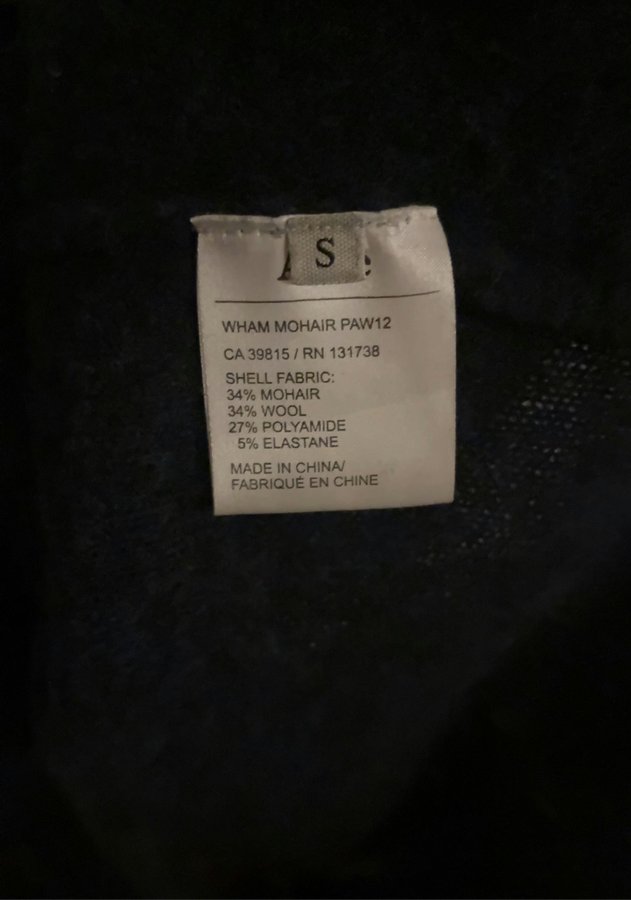 S
WHAM MOHAIR PAW12
CA 39815 / RN 131738
SHELL FABRIC:
34% MOHAIR
34% WOOL
27% POLYAMIDE
5% ELASTANE
MADE IN CHINA/
FABRIQUÉ EN CHINE